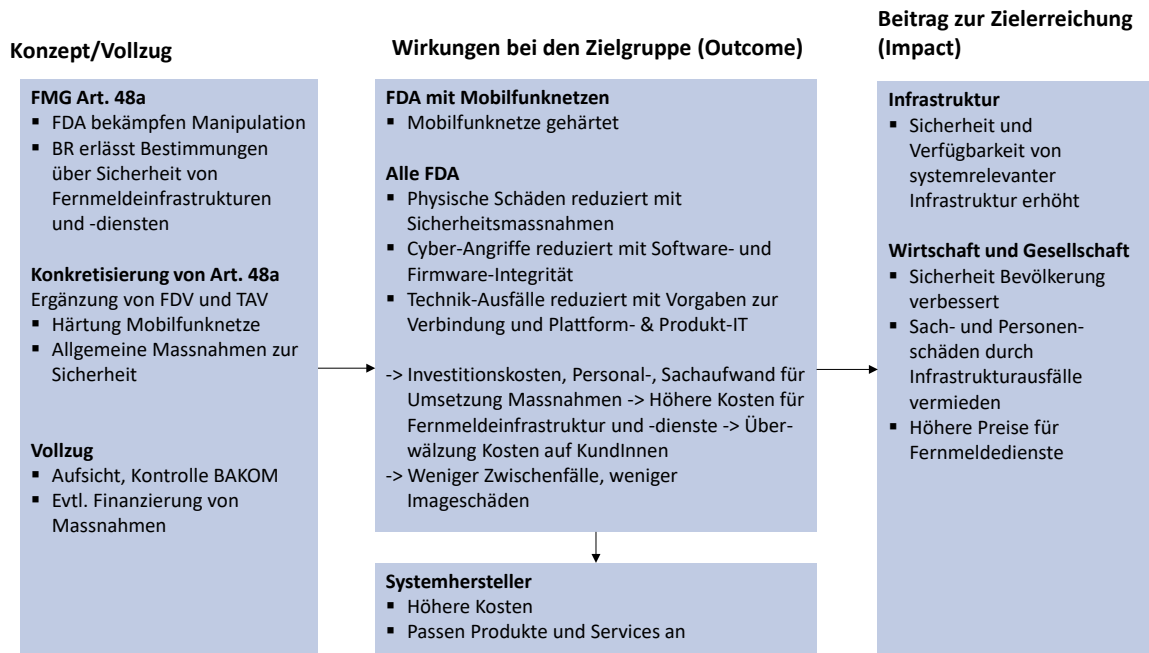 Konzept/Vollzug
FMG Art. 48a
▪ FDA bekämpfen Manipulation
▪ BR erlässt Bestimmungen
über Sicherheit von
Fernmeldeinfrastrukturen
und -diensten
Konkretisierung von Art. 48a
Ergänzung von FDV und TAV
▪ Härtung Mobilfunknetze
▪ Allgemeine Massnahmen zur
Sicherheit
Vollzug
▪ Aufsicht, Kontrolle BAKOM
▪ Evtl. Finanzierung von
Massnahmen
Wirkungen bei den Zielgruppe (Outcome)
FDA mit Mobilfunknetzen
▪ Mobilfunknetze gehärtet
Alle FDA
▪ Physische Schäden reduziert mit
Sicherheitsmassnahmen
▪ Cyber-Angriffe reduziert mit Software- und
Firmware-Integrität
▪ Technik-Ausfälle reduziert mit Vorgaben zur
Verbindung und Plattform- & Produkt-IT
-> Investitionskosten, Personal-, Sachaufwand für
Umsetzung Massnahmen -> Höhere Kosten für
Fernmeldeinfrastruktur und -dienste -> Über-
wälzung Kosten auf KundInnen
-> Weniger Zwischenfälle, weniger
Imageschäden
Systemhersteller
▪ Höhere Kosten
▪ Passen Produkte und Services an
Beitrag zur Zielerreichung
(Impact)
Infrastruktur
▪ Sicherheit und
Verfügbarkeit von
systemrelevanter
Infrastruktur erhöht
Wirtschaft und Gesellschaft
▪ Sicherheit Bevölkerung
verbessert
▪ Sach- und Personen-
schäden durch
Infrastrukturausfälle
vermieden
▪ Höhere Preise für
Fernmeldedienste